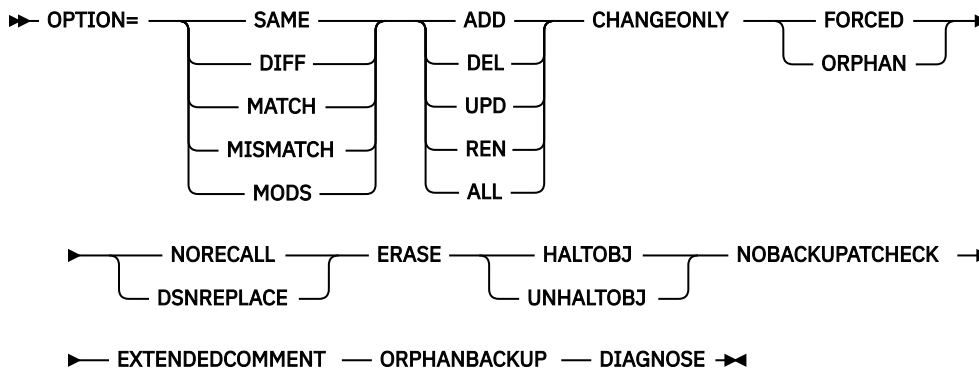 OPTION= SAME ADD CHANGEONLY FORCED
DIFF DEL ORPHAN
MATCH UPD
MISMATCH REN
MODS ALL
NORECALL ERASE HALTOBJ NOBACKUPATCHECK
DSNREPLACE UNHALTOBJ
EXTENDEDCOMMENT ORPHANBACKUP DIAGNOSE